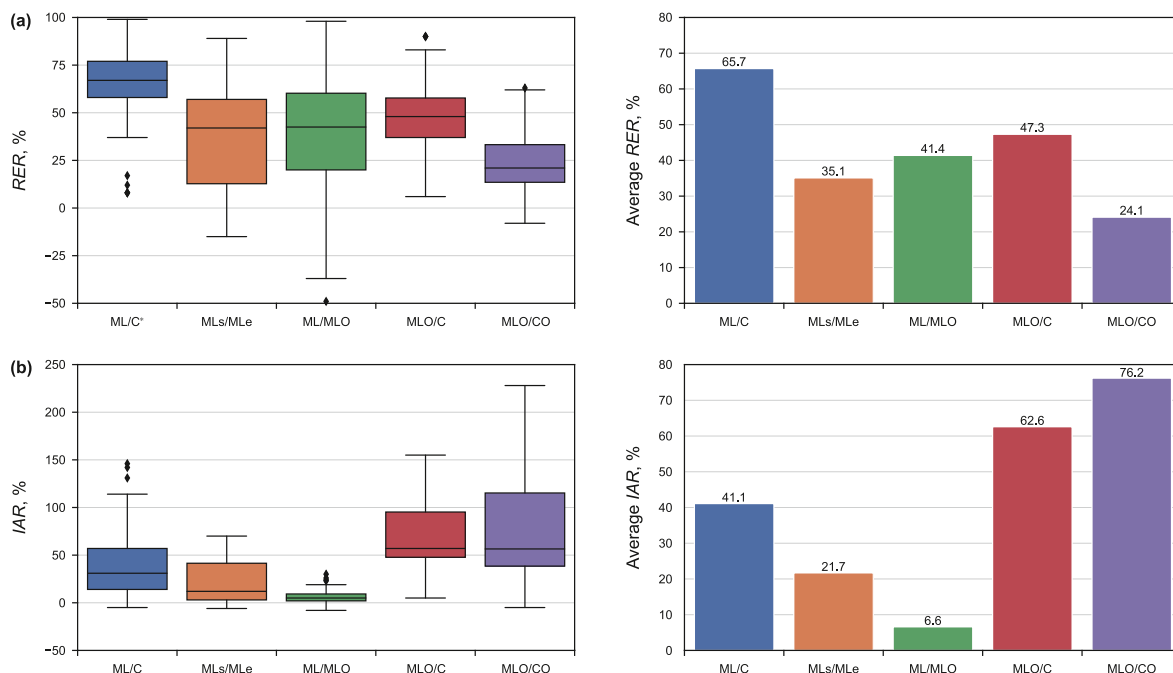 (a)
RER, %
100
75
50
25
0
−25
−50
ML/C*
MLs/MLe
ML/MLO
MLO/C
MLO/CO
Average RER, %
80
70
60
50
40
30
20
10
0
65.7
35.1
41.4
47.3
24.1
ML/C
MLs/MLe
ML/MLO
MLO/C
MLO/CO
(b)
IAR, %
250
200
150
100
50
0
−50
ML/C
MLs/MLe
ML/MLO
MLO/C
MLO/CO
Average IAR, %
80
70
60
50
40
30
20
10
0
41.1
21.7
6.6
62.6
76.2
ML/C
MLs/MLe
ML/MLO
MLO/C
MLO/CO